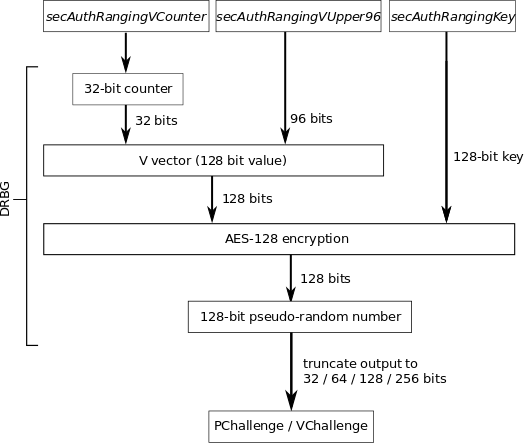 secAuthRangingVCounter
secAuthRangingVUpper96
secAuthRangingKey
32-bit counter
32 bits
96 bits
V vector (128 bit value)
128-bit key
128 bits
DRBG
AES-128 encryption
128 bits
128-bit pseudo-random number
truncate output to
32 / 64 / 128 / 256 bits
PChallenge / VChallenge